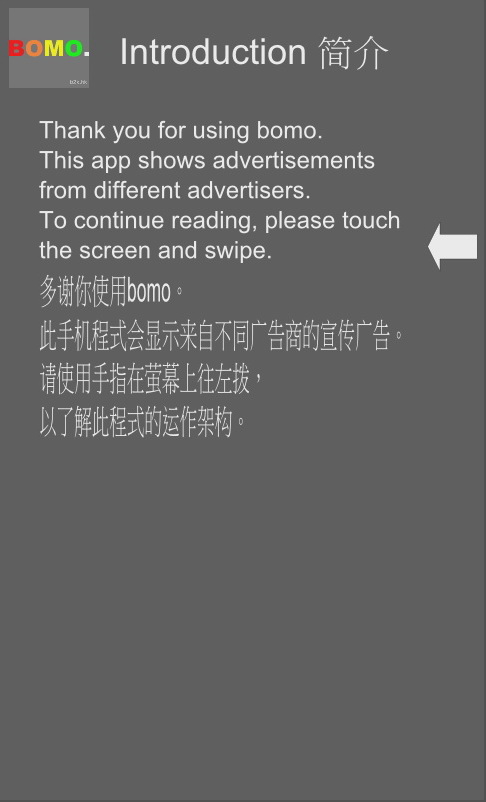 BOMO.
b2x.hk
Introduction 简介
Thank you for using bomo.
This app shows advertisements
from different advertisers.
To continue reading, please touch
the screen and swipe.
多谢你使用bomo。
此手机程式会显示来自不同广告商的宣传广告。
请使用手指在萤幕上往左拨，
以了解此程式的运作架构。